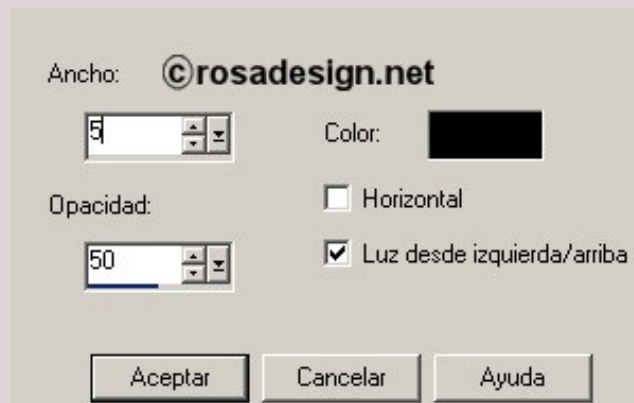 Ancho: ©rosadesign.net
5 Color:
Opacidad: Horizontal
50 Luz desde izquierda/arriba
Aceptar Cancelar Ayuda